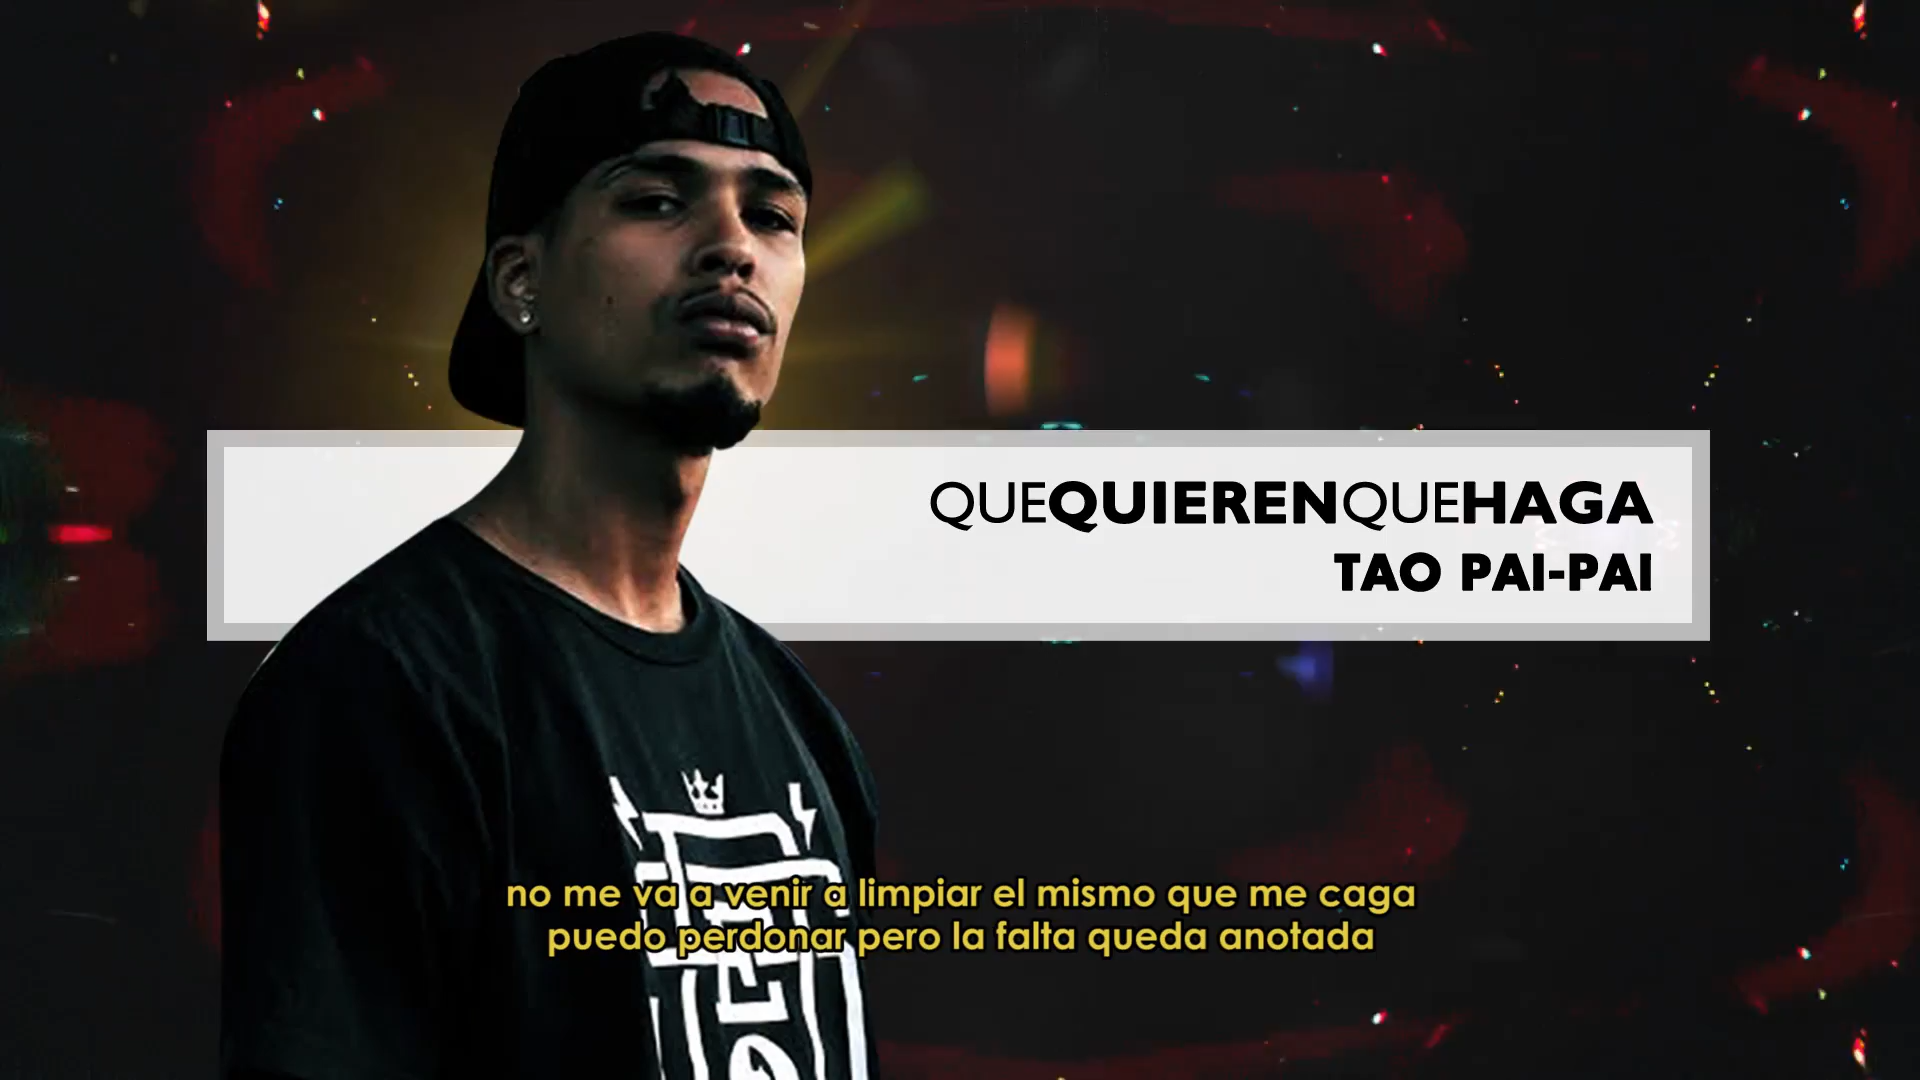 QUEQUIERENQUEHAGA
TAO PAI-PAI
no me va a venir a limpiar el mismo que me caga
puedo perdonar pero la falta queda anotada